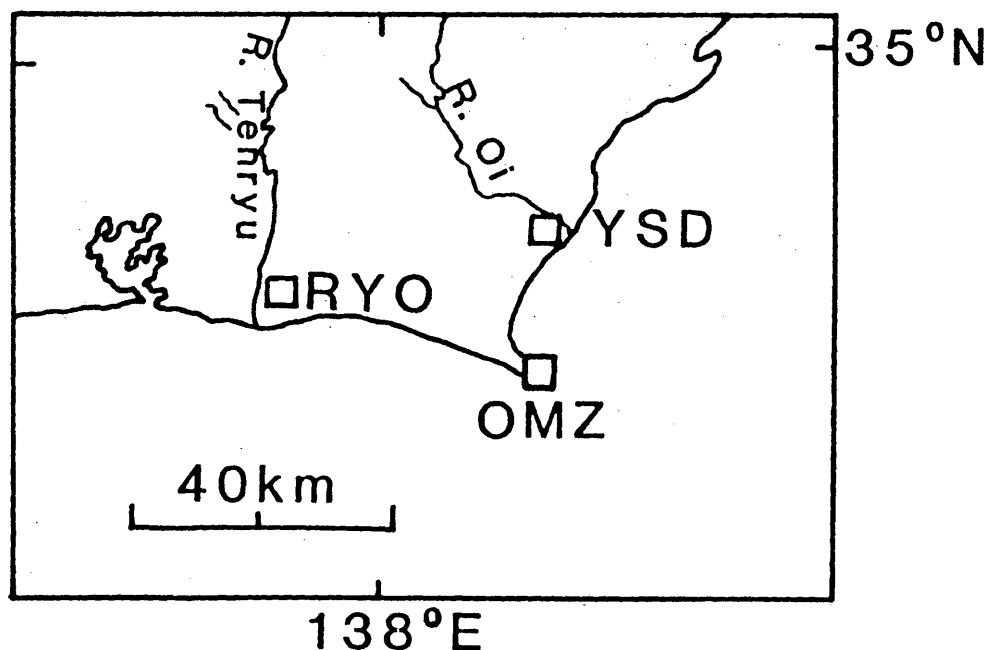 35°N
R. Tenryu
R. Oi
YSD
RYO
OMZ
40km
138°E